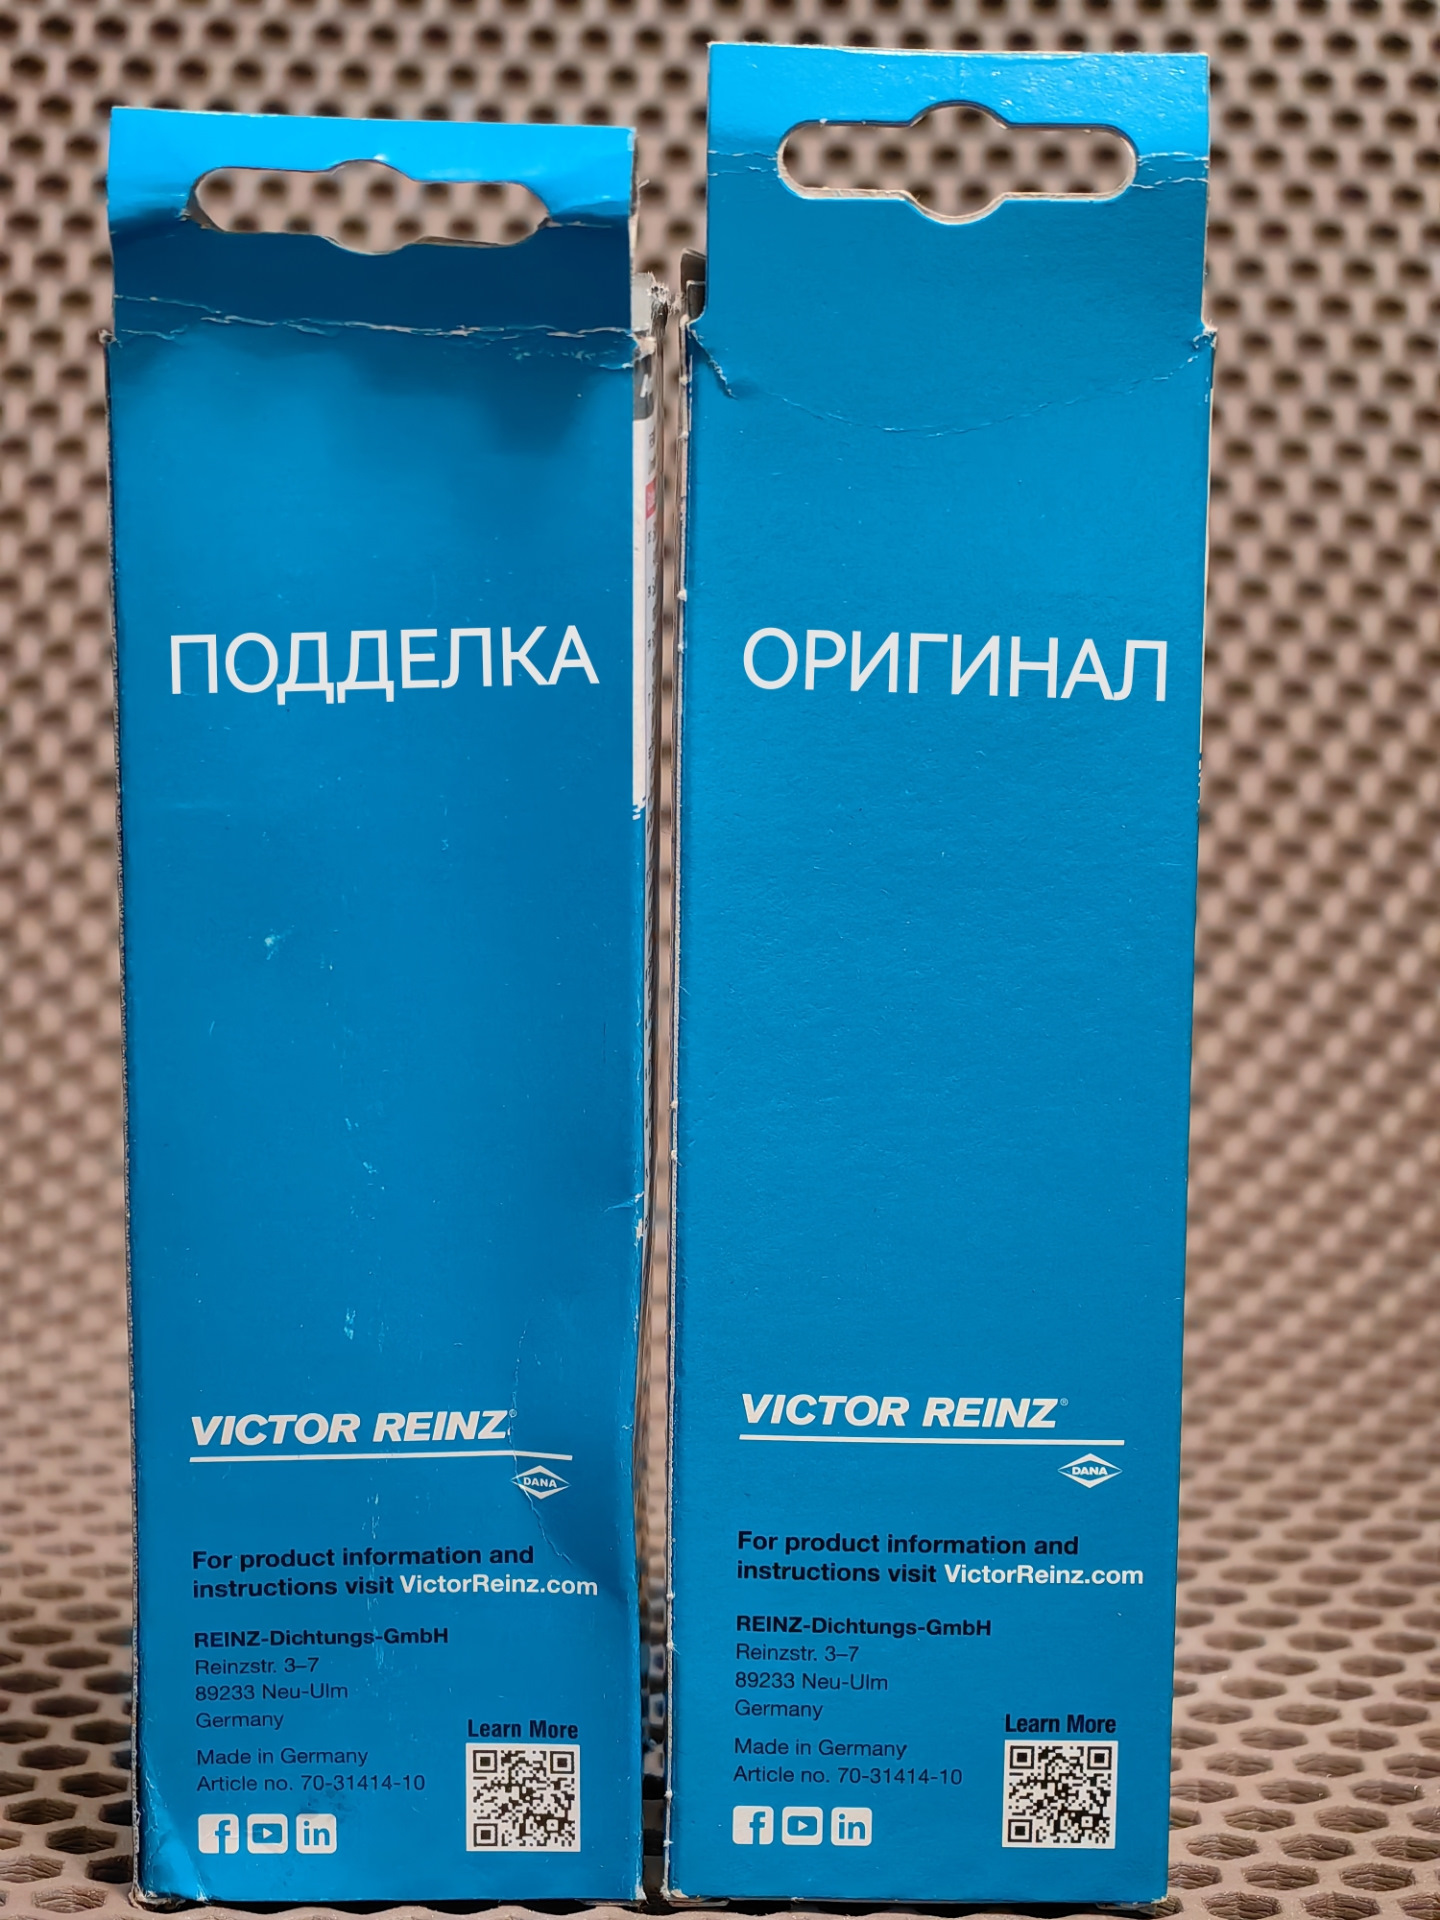 ПОДДЕЛКА
VICTOR REINZ®
DANA
For product information and
instructions visit VictorReinz.com
REINZ-Dichtungs-GmbH
Reinzstr. 3–7
89233 Neu-Ulm
Germany
Made in Germany
Article no. 70-31414-10
Learn More
f in
ОРИГИНАЛ
VICTOR REINZ®
DANA
For product information and
instructions visit VictorReinz.com
REINZ-Dichtungs-GmbH
Reinzstr. 3–7
89233 Neu-Ulm
Germany
Made in Germany
Article no. 70-31414-10
Learn More
f in